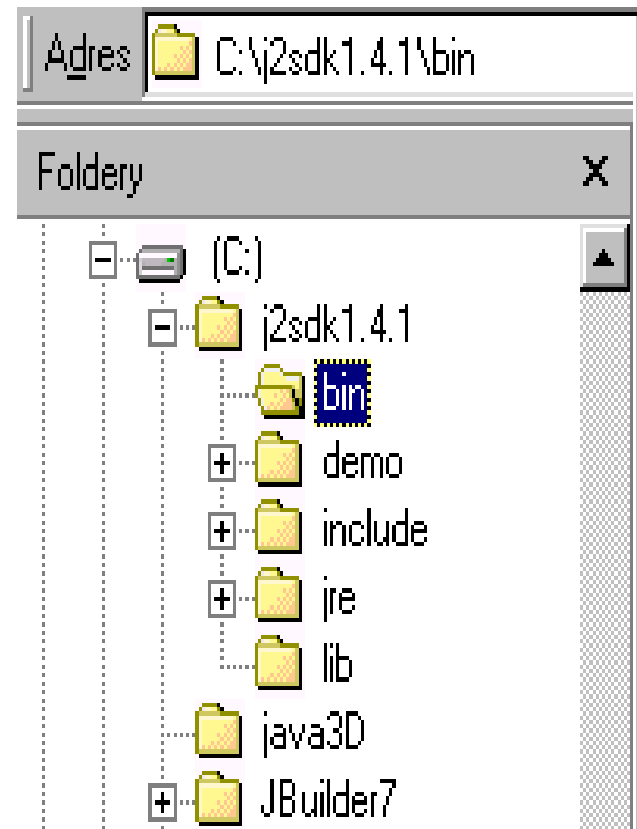 Adres C:\j2sdk1.4.1\bin
Foldery
(C:)
j2sdk1.4.1
bin
demo
include
jre
lib
java3D
JBuilder7